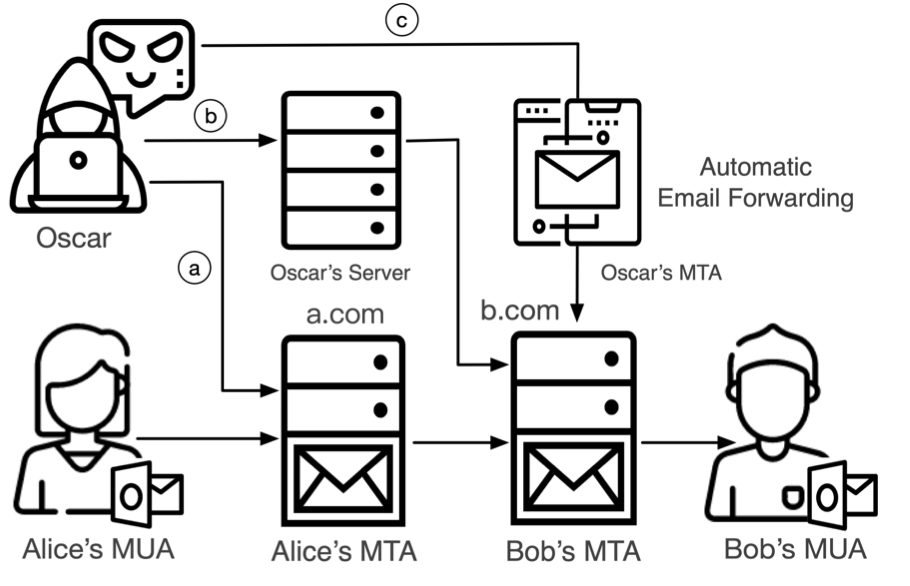 c
b
Automatic
Email Forwarding
Oscar
a
Oscar's Server
Oscar's MTA
a.com
b.com
Alice's MUA
Alice's MTA
Bob's MTA
Bob's MUA